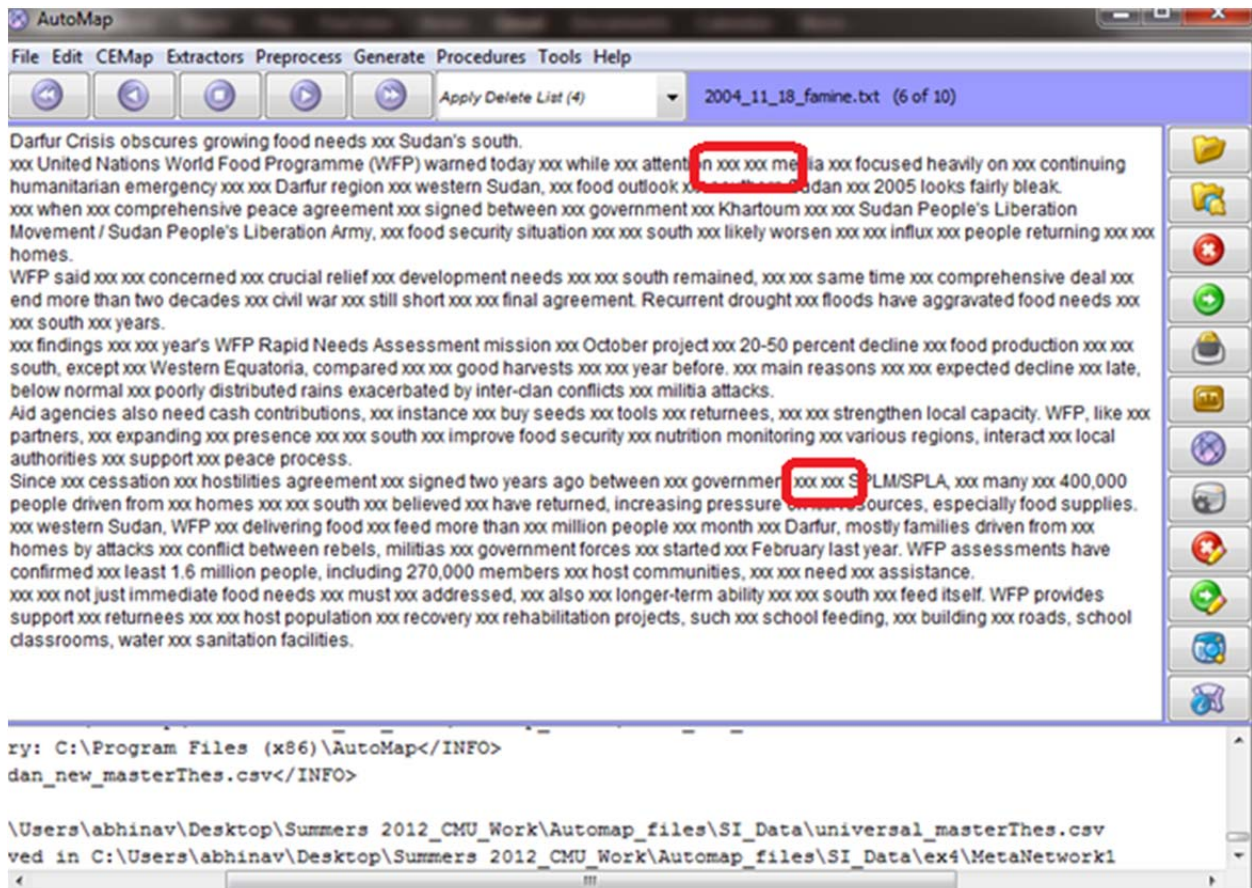 AutoMap
File Edit CEMap Extractors Preprocess Generate Procedures Tools Help
Apply Delete List (4) 2004_11_18_famine.txt (6 of 10)
Darfur Crisis obscures growing food needs xxx Sudan's south.
xxx United Nations World Food Programme (WFP) warned today xxx while xxx attention xxx xxx media xxx focused heavily on xxx continuing
humanitarian emergency xxx xxx Darfur region xxx western Sudan, xxx food outlook Sudan xxx 2005 looks fairly bleak.
xxx when xxx comprehensive peace agreement xxx signed between xxx government xxx Khartoum xxx xxx Sudan People's Liberation
Movement / Sudan People's Liberation Army, xxx food security situation xxx xxx south xxx likely worsen xxx xxx influx xxx people returning xxx xxx
homes.
WFP said xxx xxx concerned xxx crucial relief xxx development needs xxx xxx south remained, xxx xxx same time xxx comprehensive deal xxx
end more than two decades xxx civil war xxx still short xxx xxx final agreement. Recurrent drought xxx floods have aggravated food needs xxx
xxx south xxx years.
xxx findings xxx xxx year's WFP Rapid Needs Assessment mission xxx October project xxx 20-50 percent decline xxx food production xxx xxx
south, except xxx Western Equatoria, compared xxx xxx good harvests xxx xxx year before. xxx main reasons xxx xxx expected decline xxx late,
below normal xxx poorly distributed rains exacerbated by inter-clan conflicts xxx militia attacks.
Aid agencies also need cash contributions, xxx instance xxx buy seeds xxx tools xxx returnees, xxx xxx strengthen local capacity. WFP, like xxx
partners, xxx expanding xxx presence xxx xxx south xxx improve food security xxx nutrition monitoring xxx various regions, interact xxx local
authorities xxx support xxx peace process.
Since xxx cessation xxx hostilities agreement xxx signed two years ago between xxx government xxx xxx SPLM/SPLA, xxx many xxx 400,000
people driven from xxx homes xxx xxx south xxx believed xxx have returned, increasing pressure resources, especially food supplies.
xxx western Sudan, WFP xxx delivering food xxx feed more than xxx million people xxx month xxx Darfur, mostly families driven from xxx
homes by attacks xxx conflict between rebels, militias xxx government forces xxx started xxx February last year. WFP assessments have
confirmed xxx least 1.6 million people, including 270,000 members xxx host communities, xxx xxx need xxx assistance.
xxx xxx not just immediate food needs xxx must xxx addressed, xxx also xxx longer-term ability xxx xxx south xxx feed itself. WFP provides
support xxx returnees xxx xxx host population xxx recovery xxx rehabilitation projects, such xxx school feeding, xxx building xxx roads, school
classrooms, water xxx sanitation facilities.
ry: C:\Program Files (x86)\AutoMap</INFO>
dan_new_masterThes.csv</INFO>
\Users\abhinav\Desktop\Summers 2012_CMU_Work\Automap_files\SI_Data\universal_masterThes.csv
ved in C:\Users\abhinav\Desktop\Summers 2012_CMU_Work\Automap_files\SI_Data\ex4\MetaNetwork1